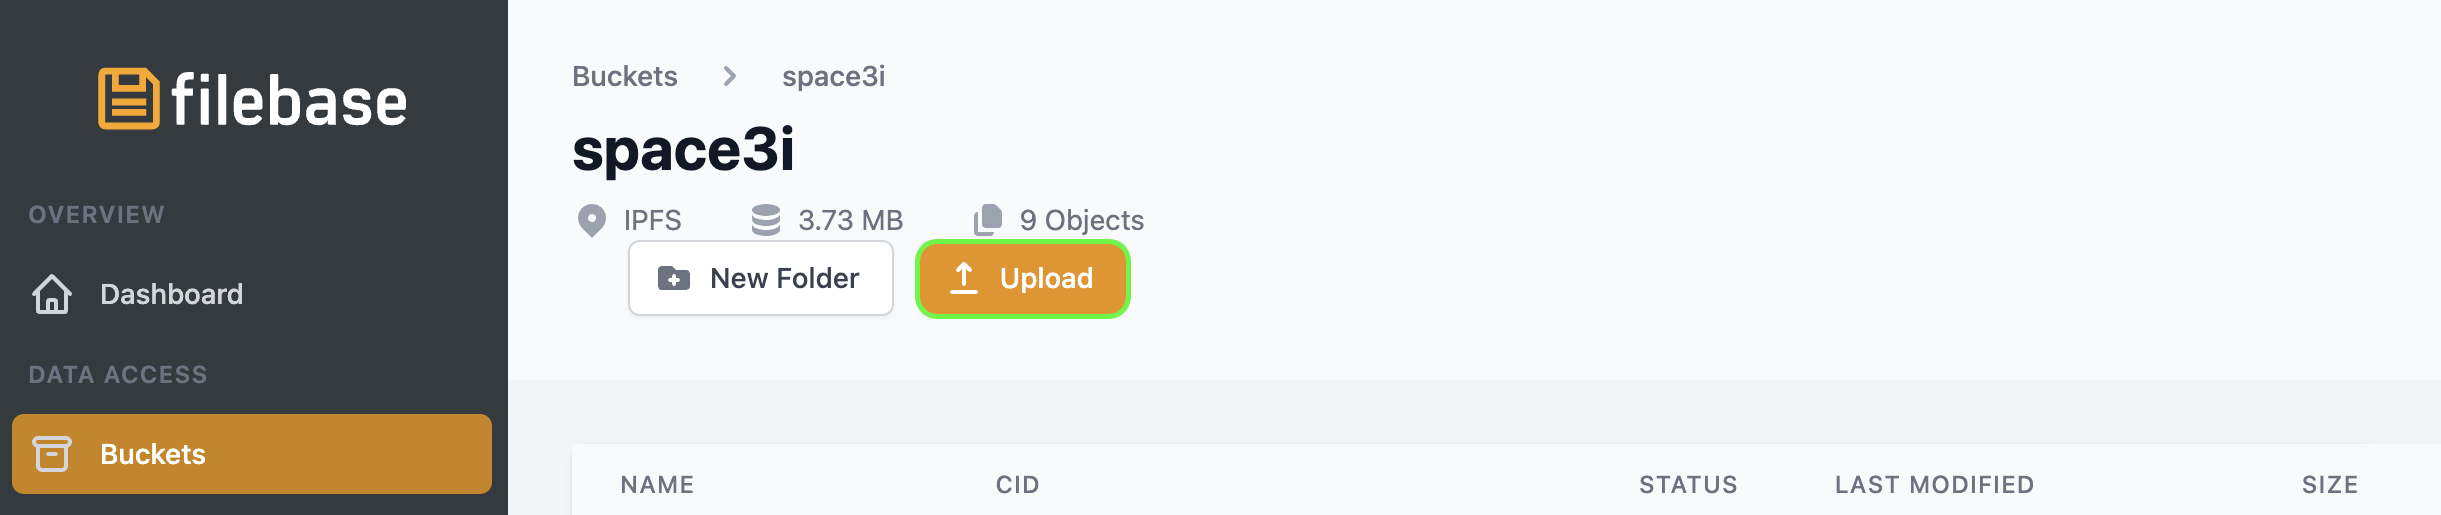 filebase
OVERVIEW
Dashboard
DATA ACCESS
Buckets
Buckets > space3i
space3i
IPFS 3.73 MB 9 Objects
New Folder Upload
NAME CID STATUS LAST MODIFIED SIZE